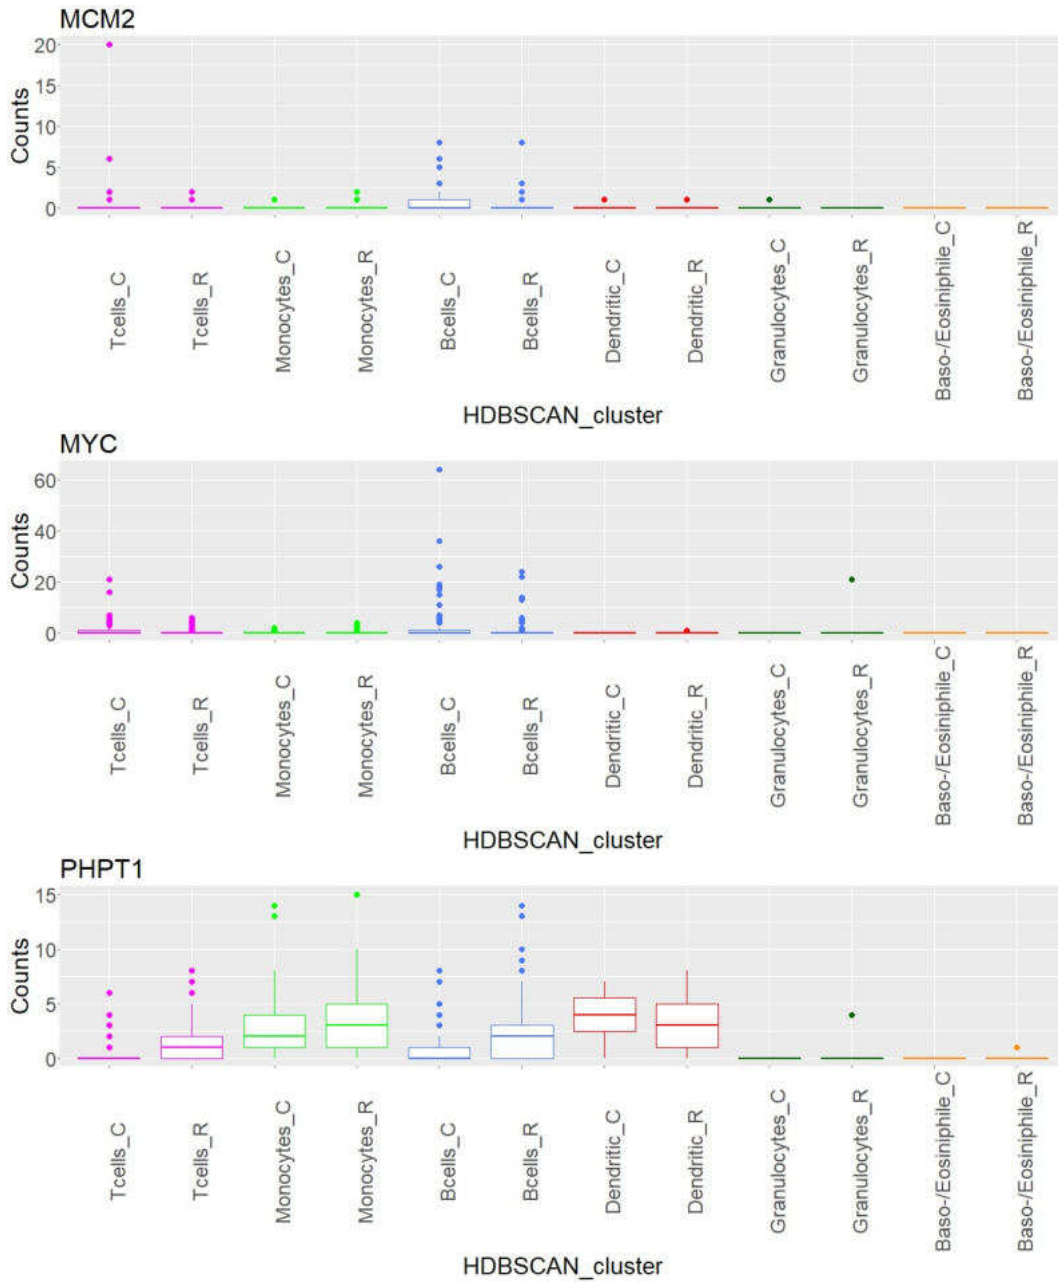 MCM2
Counts
20
15
10
5
0
Tcells_C
Tcells_R
Monocytes_C
Monocytes_R
Bcells_C
Bcells_R
Dendritic_C
Dendritic_R
Granulocytes_C
Granulocytes_R
Baso-/Eosiniphile_C
Baso-/Eosiniphile_R
HDBSCAN_cluster
MYC
Counts
60
40
20
0
Tcells_C
Tcells_R
Monocytes_C
Monocytes_R
Bcells_C
Bcells_R
Dendritic_C
Dendritic_R
Granulocytes_C
Granulocytes_R
Baso-/Eosiniphile_C
Baso-/Eosiniphile_R
HDBSCAN_cluster
PHPT1
Counts
15
10
5
0
Tcells_C
Tcells_R
Monocytes_C
Monocytes_R
Bcells_C
Bcells_R
Dendritic_C
Dendritic_R
Granulocytes_C
Granulocytes_R
Baso-/Eosiniphile_C
Baso-/Eosiniphile_R
HDBSCAN_cluster